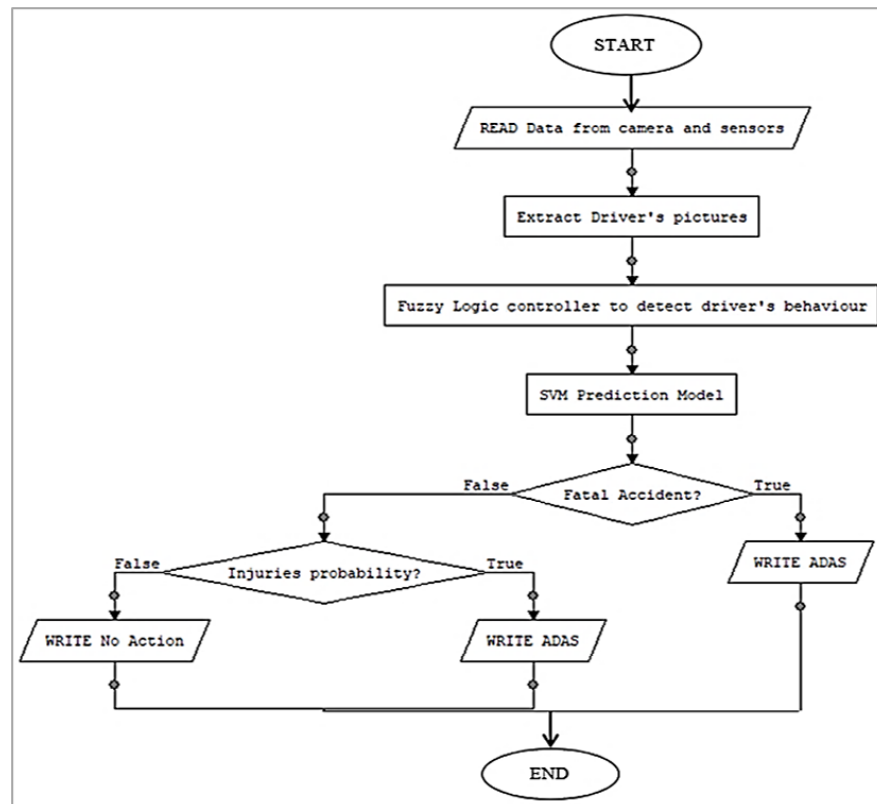 START
READ Data from camera and sensors
Extract Driver's pictures
Fuzzy Logic controller to detect driver's behaviour
SVM Prediction Model
False
Fatal Accident?
True
False
Injuries probability?
True
WRITE ADAS
WRITE No Action
WRITE ADAS
END